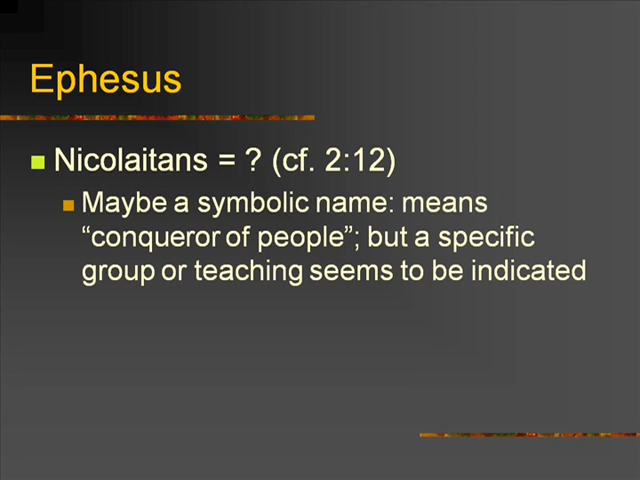 Ephesus
Nicolaitans = ? (cf. 2:12)
Maybe a symbolic name: means
“conqueror of people”; but a specific
group or teaching seems to be indicated